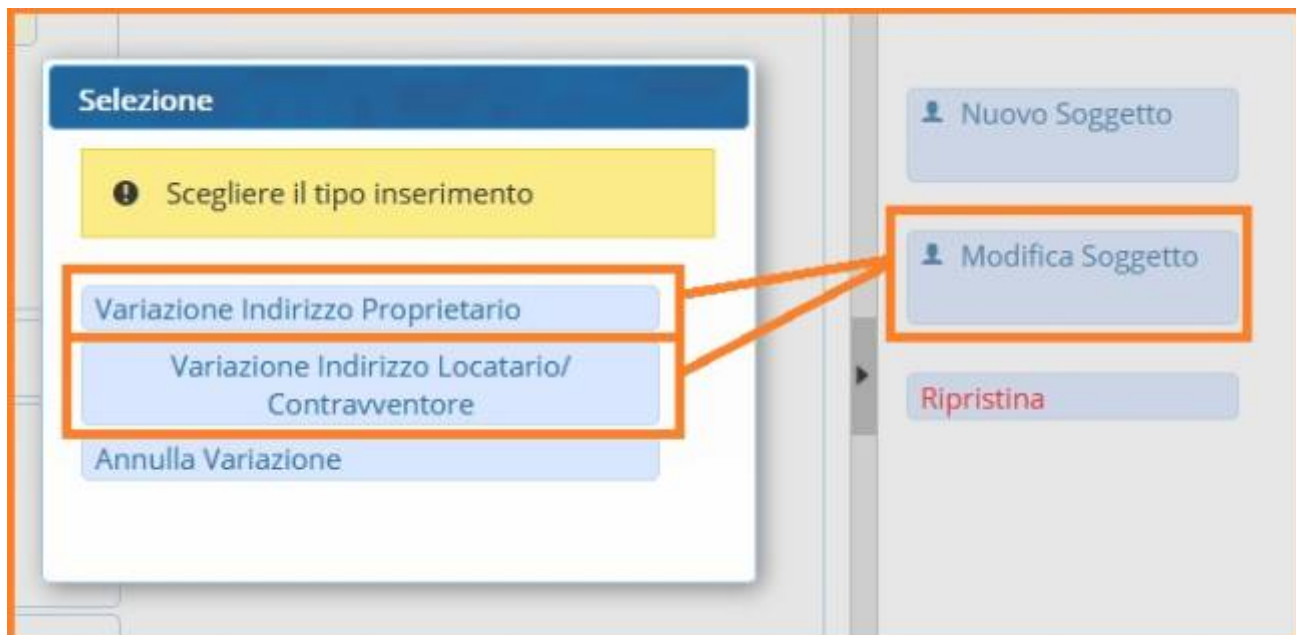 Selezione
Scegliere il tipo inserimento
Variazione Indirizzo Proprietario
Variazione Indirizzo Locatario/
Contravventore
Annulla Variazione
Nuovo Soggetto
Modifica Soggetto
Ripristina